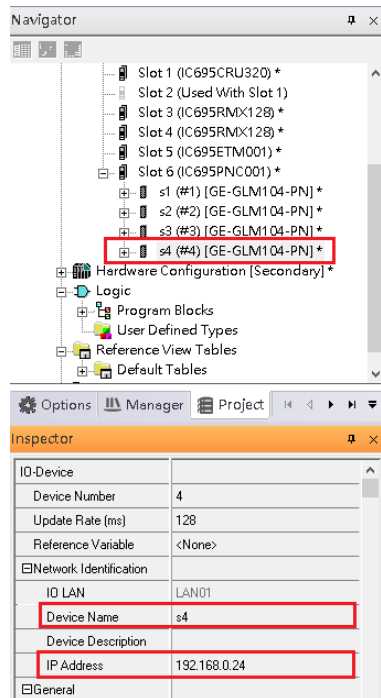 Navigator
Slot 1 (IC695CRU320) *
Slot 2 (Used With Slot 1)
Slot 3 (IC695RMX128) *
Slot 4 (IC695RMX128) *
Slot 5 (IC695ETM001) *
Slot 6 (IC695PNC001) *
s1 (#1) [GE-GLM104-PN] *
s2 (#2) [GE-GLM104-PN] *
s3 (#3) [GE-GLM104-PN] *
s4 (#4) [GE-GLM104-PN] *
Hardware Configuration [Secondary] *
Logic
Program Blocks
User Defined Types
Reference View Tables
Default Tables
Options Manager Project
Inspector
IO-Device
Device Number 4
Update Rate (ms) 128
Reference Variable <None>
Network Identification
IO LAN LAN01
Device Name s4
Device Description
IP Address 192.168.0.24
General